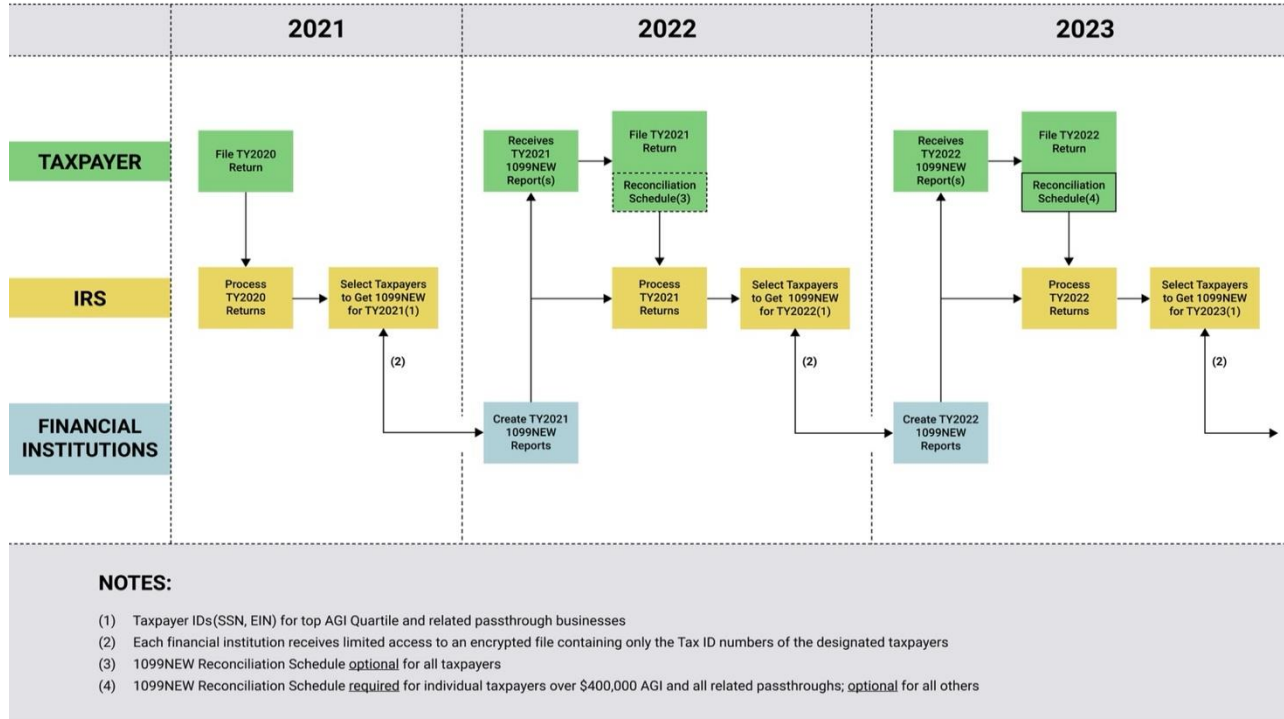 2021
2022
2023
TAXPAYER
File TY2020
Return
Receives
TY2021
1099NEW
Report(s)
File TY2021
Return
Reconciliation
Schedule(3)
Receives
TY2022
1099NEW
Report(s)
File TY2022
Return
Reconciliation
Schedule(4)
IRS
Process
TY2020
Returns
Select Taxpayers
to Get 1099NEW
for TY2021(1)
Process
TY2021
Returns
Select Taxpayers
to Get 1099NEW
for TY2022(1)
Process
TY2022
Returns
Select Taxpayers
to Get 1099NEW
for TY2023(1)
(2)
(2)
(2)
FINANCIAL
INSTITUTIONS
Create TY2021
1099NEW
Reports
Create TY2022
1099NEW
Reports
NOTES:
(1) Taxpayer IDs(SSN, EIN) for top AGI Quartile and related passthrough businesses
(2) Each financial institution receives limited access to an encrypted file containing only the Tax ID numbers of the designated taxpayers
(3) 1099NEW Reconciliation Schedule optional for all taxpayers
(4) 1099NEW Reconciliation Schedule required for individual taxpayers over $400,000 AGI and all related passthroughs; optional for all others